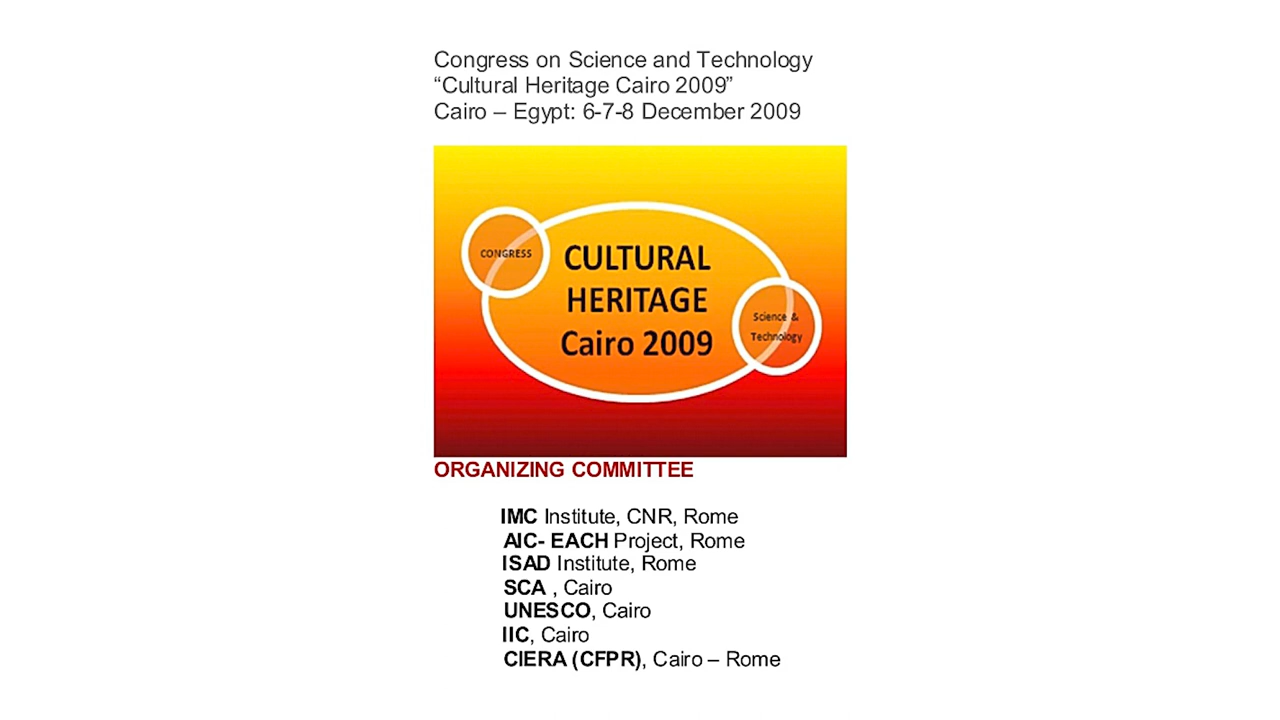 Congress on Science and Technology
“Cultural Heritage Cairo 2009”
Cairo – Egypt: 6-7-8 December 2009
CONGRESS
CULTURAL
HERITAGE
Cairo 2009
Science &
Technology
ORGANIZING COMMITTEE
IMC Institute, CNR, Rome
AIC- EACH Project, Rome
ISAD Institute, Rome
SCA , Cairo
UNESCO, Cairo
IIC, Cairo
CIERA (CFPR), Cairo – Rome